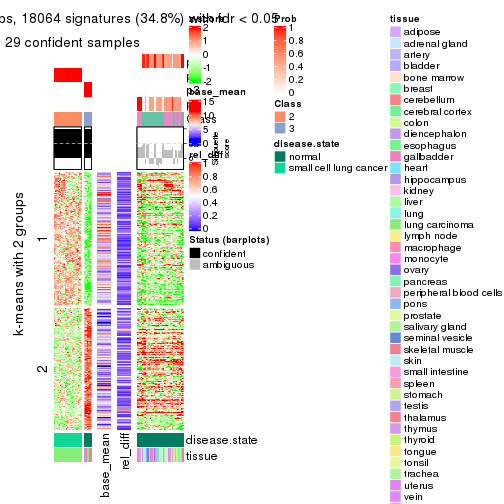 ps, 18064 signatures (34.8%) with fdr < 0.05
29 confident samples
k-means with 2 groups
1
2
base_mean
rel_diff
disease.state
tissue
2
1
0
-1
-2
base_mean
15
10
5
0
rel_diff
1
0.8
0.6
0.4
0.2
0
Silhouette
score
Status (barplots)
confident
ambiguous
Prob
1
0.8
0.6
0.4
0.2
0
Class
2
3
disease.state
normal
small cell lung cancer
tissue
adipose
adrenal gland
artery
bladder
bone marrow
breast
cerebellum
cerebral cortex
colon
diencephalon
esophagus
gallbladder
heart
hippocampus
kidney
liver
lung
lung carcinoma
lymph node
macrophage
monocyte
ovary
pancreas
peripheral blood cells
pons
prostate
salivary gland
seminal vesicle
skeletal muscle
skin
small intestine
spleen
stomach
testis
thalamus
thymus
thyroid
tongue
tonsil
trachea
uterus
vein